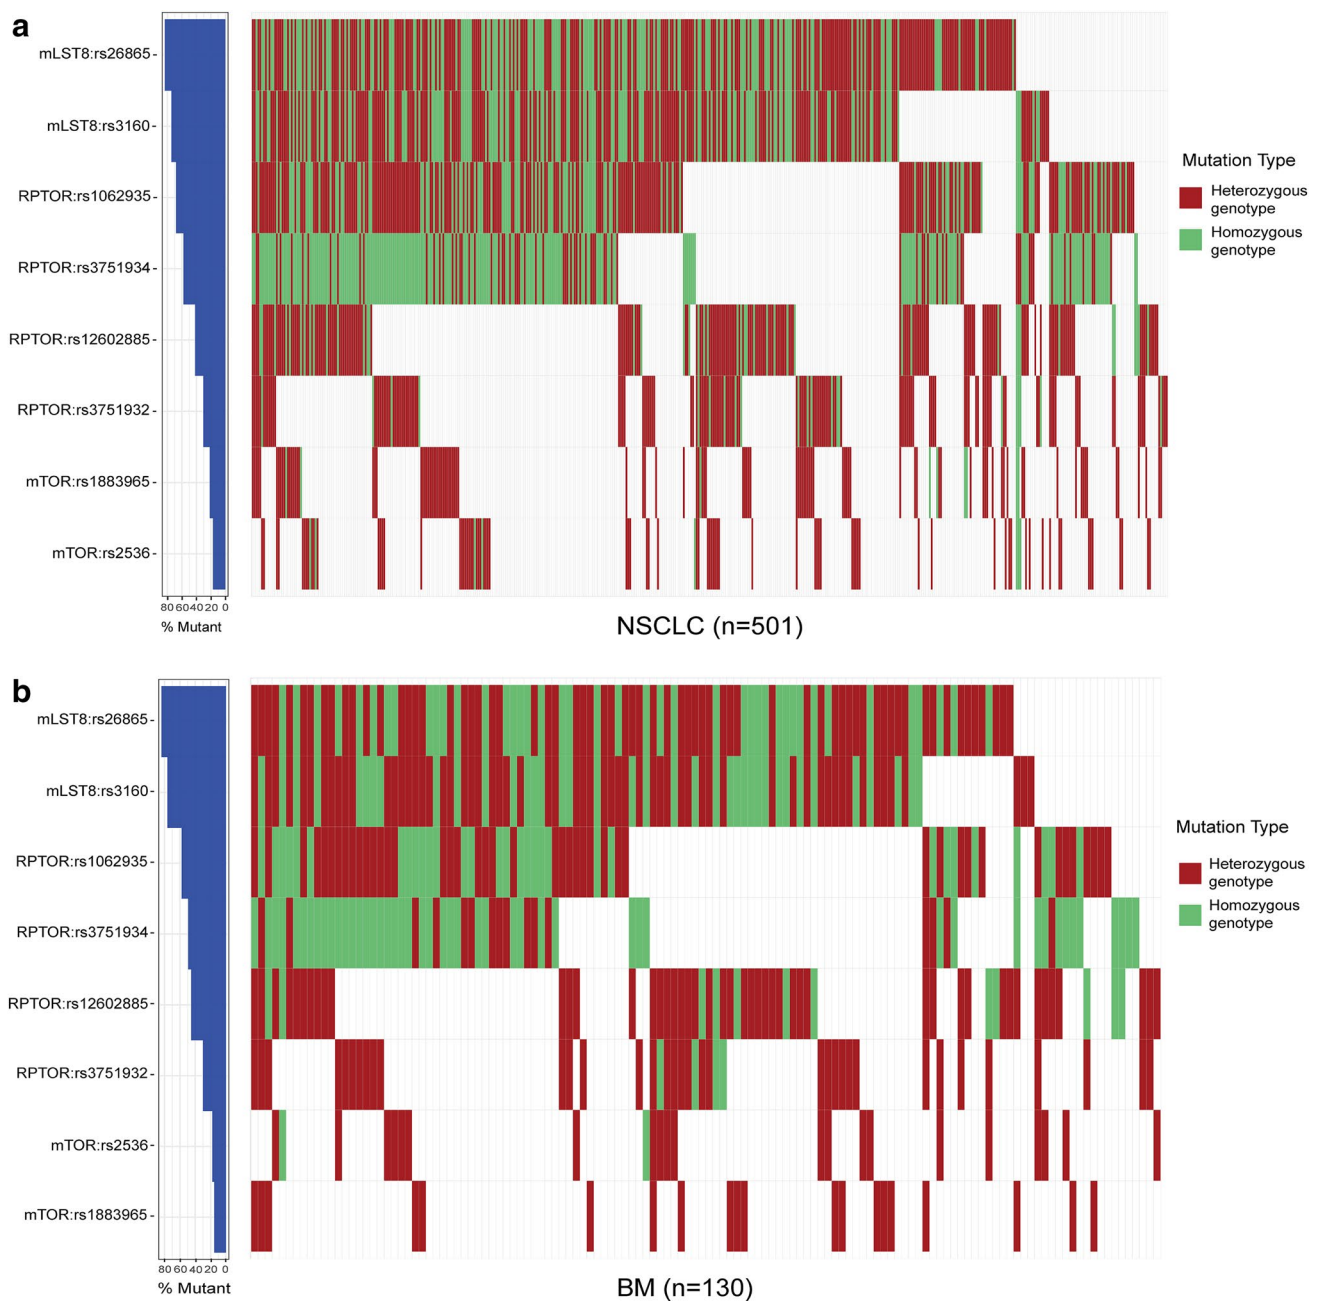 a
mLST8:rs26865
mLST8:rs3160
RPTOR:rs1062935
RPTOR:rs3751934
RPTOR:rs12602885
RPTOR:rs3751932
mTOR:rs1883965
mTOR:rs2536
80 60 40 20 0
% Mutant
NSCLC (n=501)
Mutation Type
Heterozygous
genotype
Homozygous
genotype
b
mLST8:rs26865
mLST8:rs3160
RPTOR:rs1062935
RPTOR:rs3751934
RPTOR:rs12602885
RPTOR:rs3751932
mTOR:rs2536
mTOR:rs1883965
80 60 40 20 0
% Mutant
BM (n=130)
Mutation Type
Heterozygous
genotype
Homozygous
genotype